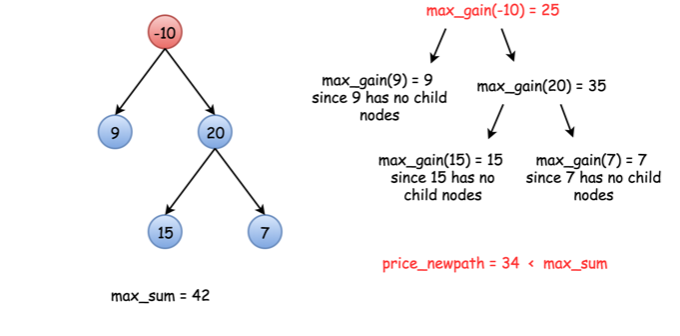 -10
9
20
15
7
max_sum = 42
max_gain(-10) = 25
max_gain(9) = 9
since 9 has no child
nodes
max_gain(20) = 35
max_gain(15) = 15
since 15 has no
child nodes
max_gain(7) = 7
since 7 has no child
nodes
price_newpath = 34 < max_sum